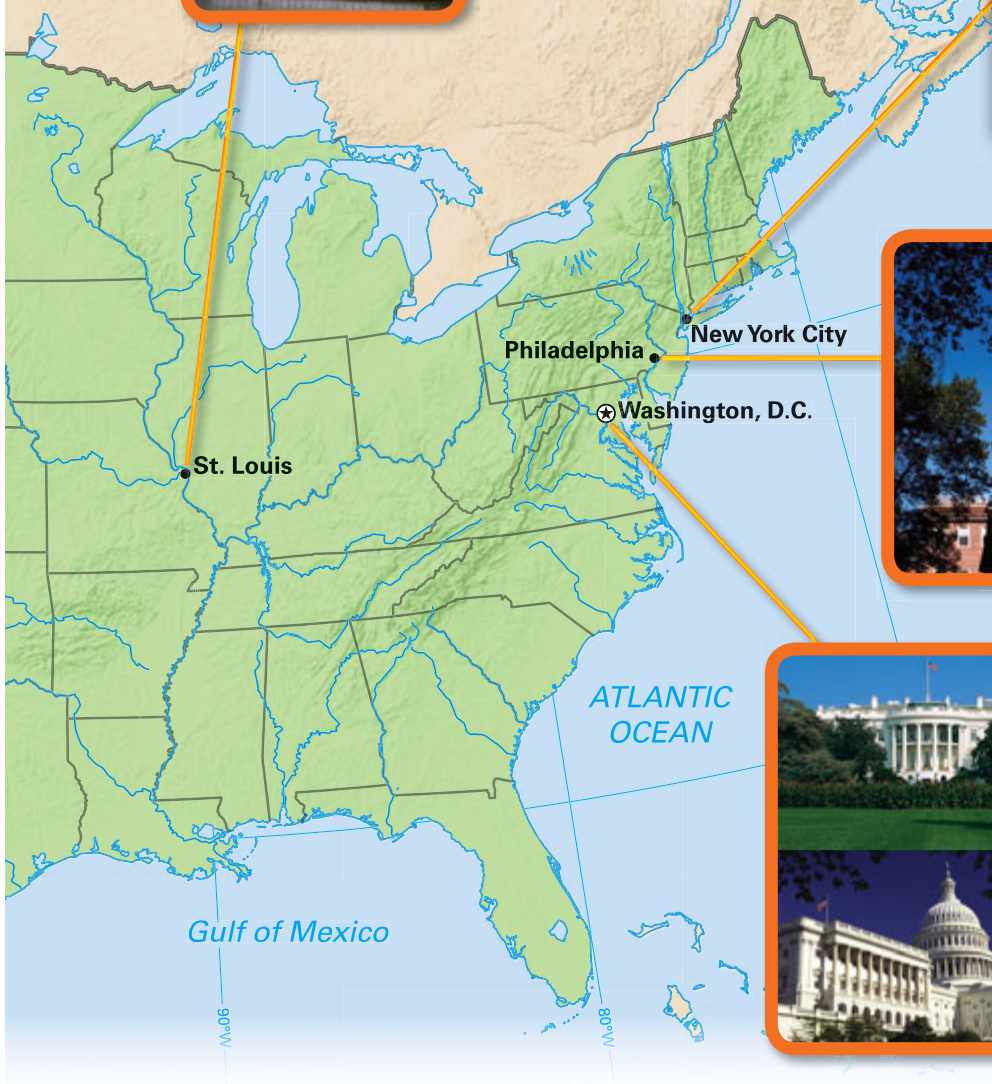 New York City
Philadelphia
Washington, D.C.
St. Louis
ATLANTIC
OCEAN
Gulf of Mexico
90°W
80°W